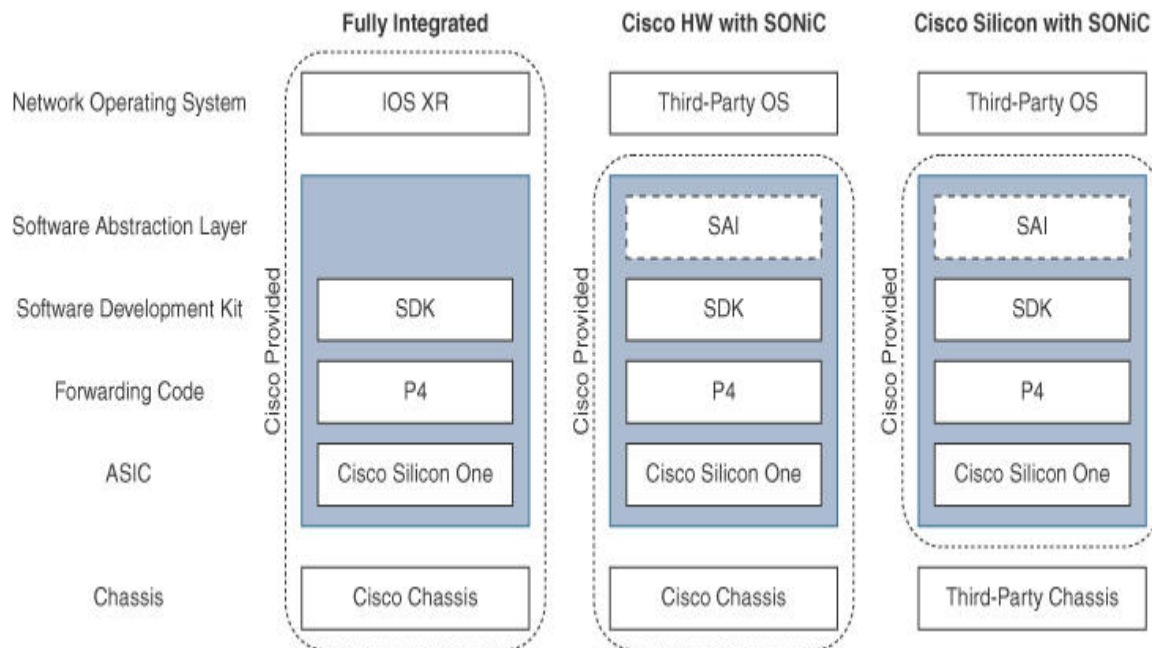 Fully Integrated
Cisco HW with SONiC
Cisco Silicon with SONiC
Network Operating System
IOS XR
Third-Party OS
Third-Party OS
Software Abstraction Layer
SAI
SAI
Software Development Kit
SDK
SDK
SDK
Forwarding Code
P4
P4
P4
ASIC
Cisco Silicon One
Cisco Silicon One
Cisco Silicon One
Chassis
Cisco Chassis
Cisco Chassis
Third-Party Chassis
Cisco Provided
Cisco Provided
Cisco Provided